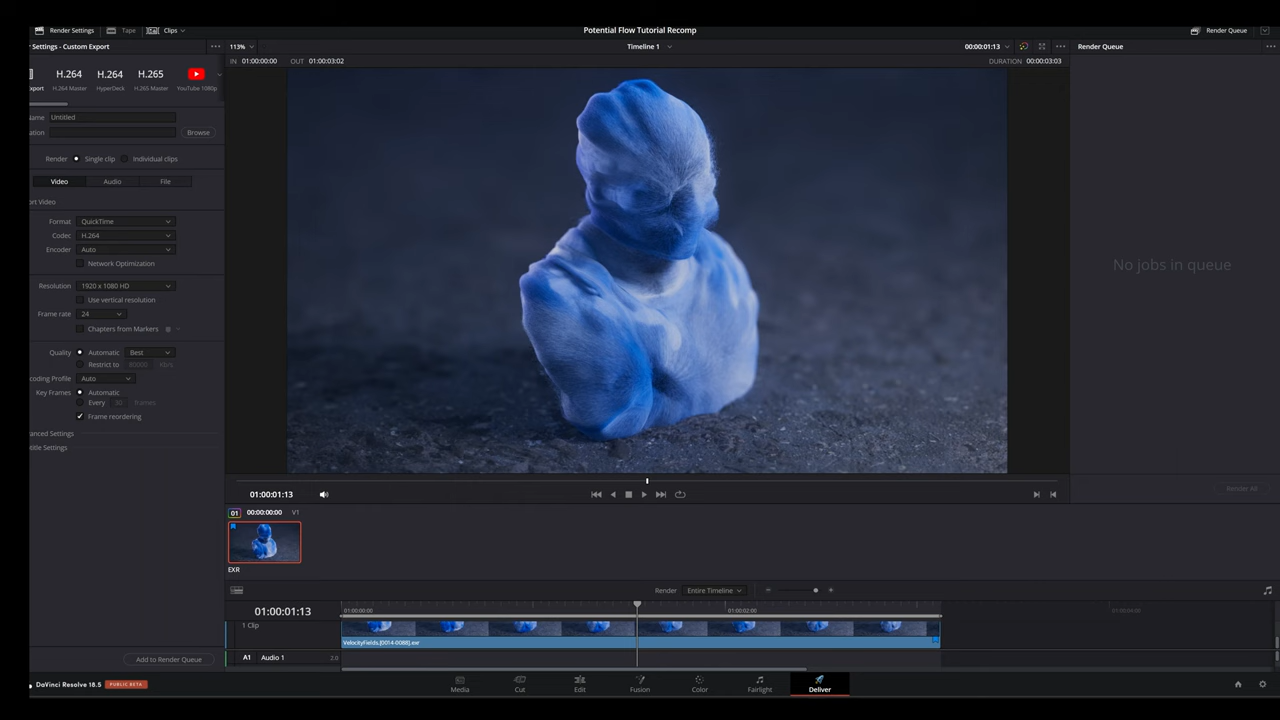 Render Settings Tape Clips Potential Flow Tutorial Recomp Render Queue
Settings - Custom Export 113% Timeline 1 00:00:01:13 Render Queue
IN 01:00:00:00 OUT 01:00:03:02 DURATION 00:00:03:03
H.264 H.264 H.265
xport H.264 Master HyperDeck H.265 Master YouTube 1080p
lame Untitled
ation Browse
Render Single clip Individual clips
Video Audio File
ort Video
Format QuickTime
Codec H.264
Encoder Auto
Network Optimization
No jobs in queue
Resolution 1920 x 1080 HD
Use vertical resolution
Frame rate 24
Chapters from Markers
Quality Automatic Best
Restrict to 80000 Kb/s
coding Profile Auto
Key Frames Automatic
Every 30 frames
Frame reordering
anced Settings
title Settings
01:00:01:13 Render All
01 00:00:00:00 V1
EXR
Render Entire Timeline
01:00:01:13 01:00:00:00 01:00:02:00 01:00:04:00
1 Clip
VelocityFields.[0014-0088].exr
A1 Audio 1 2.0
Add to Render Queue
DaVinci Resolve 18.5 PUBLIC BETA
Media Cut Edit Fusion Color Fairlight Deliver